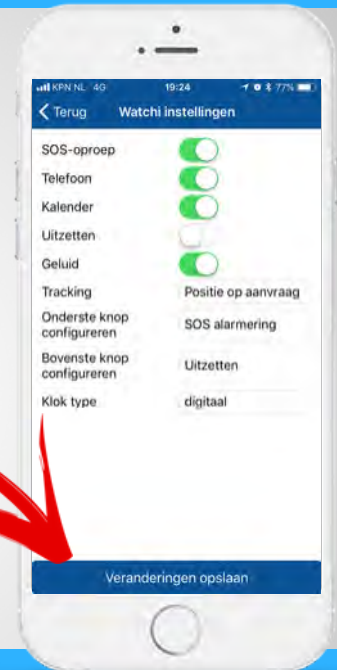 KPN NL 4G 19:24 77%
Terug Watchi instellingen
SOS-oproep
Telefoon
Kalender
Uitzetten
Geluid
Tracking Positie op aanvraag
Onderste knop
configureren SOS alarmering
Bovenste knop
configureren Uitzetten
Klok type digitaal
Veranderingen opslaan